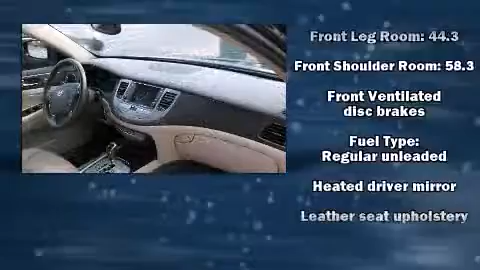 Front Leg Room: 44.3
Front Shoulder Room: 58.3
Front Ventilated
disc brakes
Fuel Type:
Regular unleaded
Heated driver mirror
Leather seat upholstery